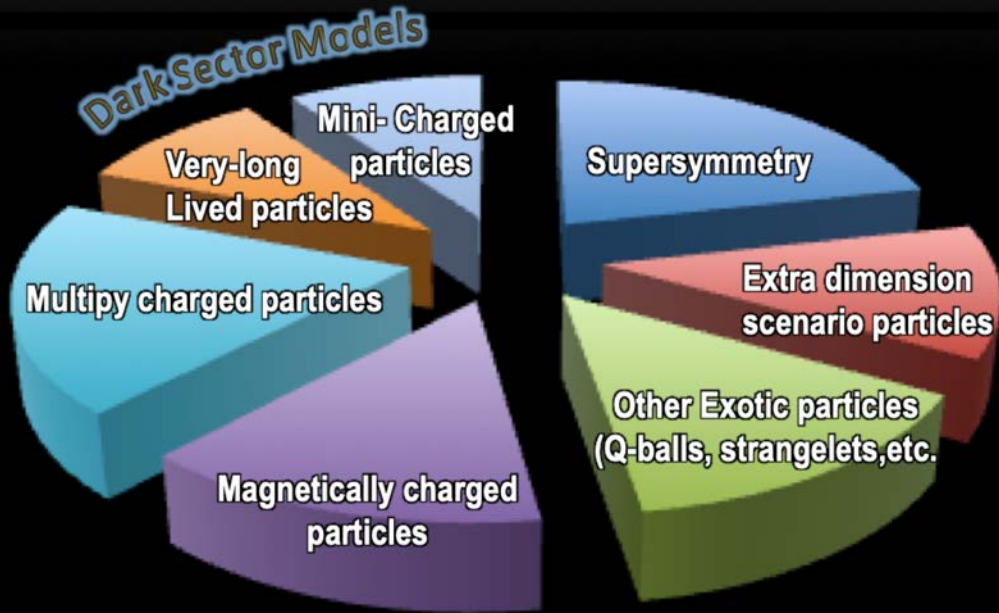 Dark Sector Models
Mini- Charged
particles
Very-long
Lived particles
Supersymmetry
Multipy charged particles
Extra dimension
scenario particles
Other Exotic particles
(Q-balls, strangelets,etc.
Magnetically charged
particles